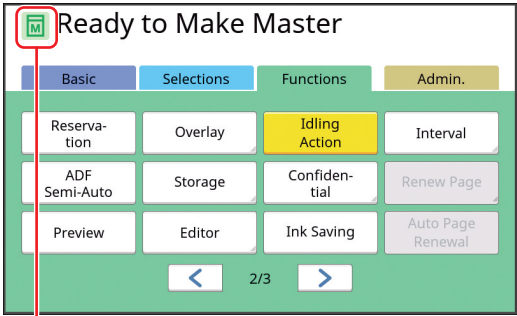 M
Ready to Make Master
Basic
Selections
Functions
Admin.
Reserva-
tion
Overlay
Idling
Action
Interval
ADF
Semi-Auto
Storage
Confiden-
tial
Renew Page
Preview
Editor
Ink Saving
Auto Page
Renewal
2/3